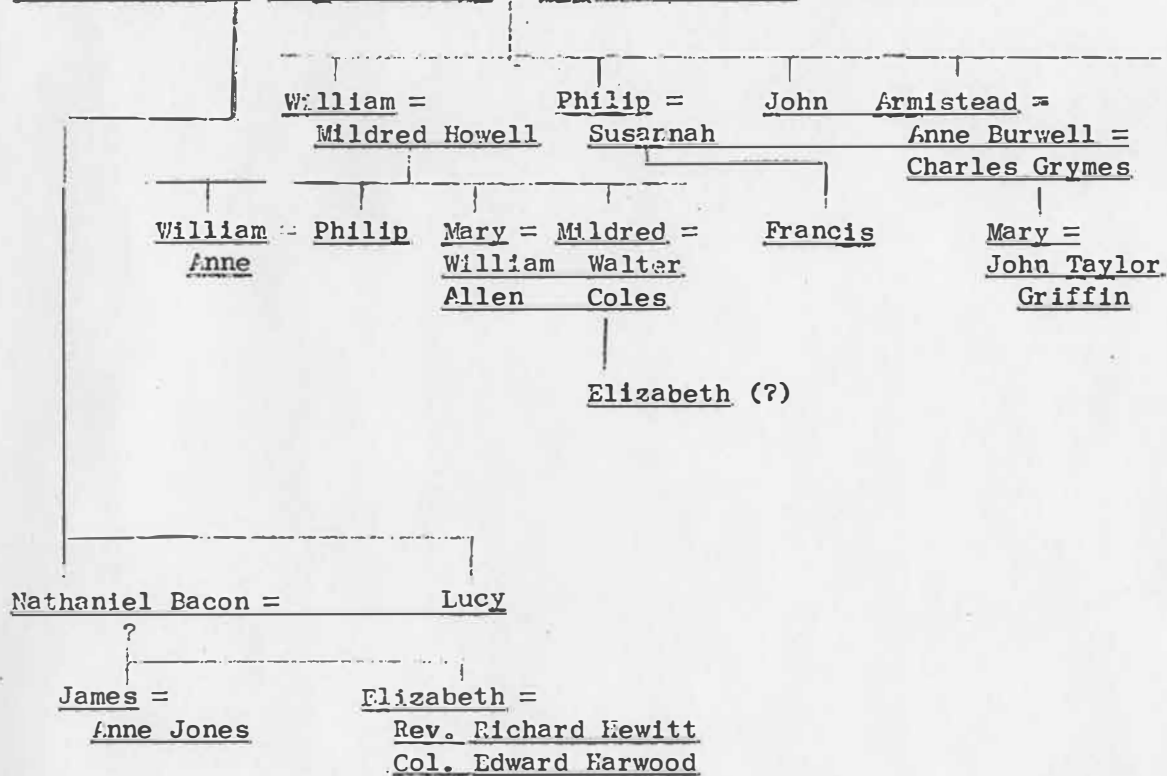 William = Philip = John Armistead =
Mildred Howell Susannah Anne Burwell =
Charles Grymes
William = Philip Mary = Mildred = Francis Mary =
Anne William Walter John Taylor
Allen Coles Griffin
Elizabeth (?)
Nathaniel Bacon = Lucy
?
James = Elizabeth =
Anne Jones Rev. Richard Hewitt
Col. Edward Harwood